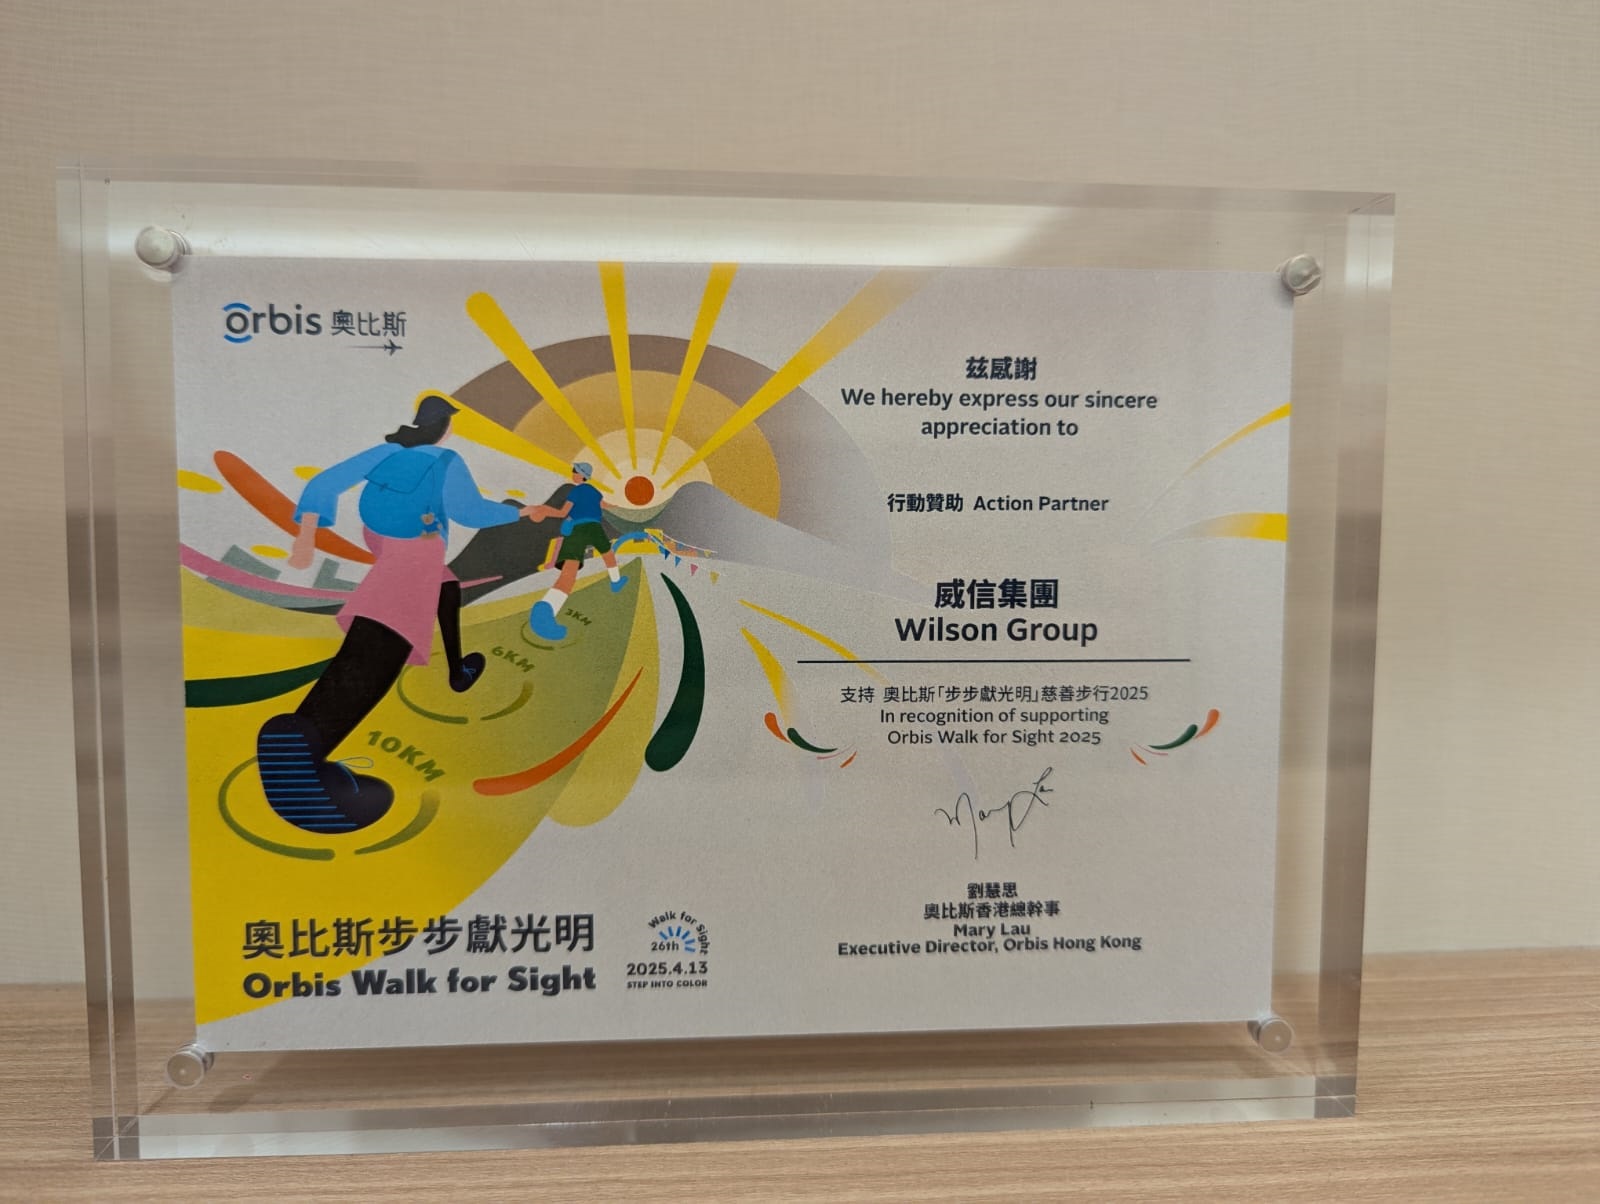 orbis 奧比斯
茲感謝
We hereby express our sincere
appreciation to
行動贊助 Action Partner
威信集團
Wilson Group
支持 奧比斯「步步獻光明」慈善步行2025
In recognition of supporting
Orbis Walk for Sight 2025
Mary Lau
劉慧思
奧比斯香港總幹事
Mary Lau
Executive Director, Orbis Hong Kong
3KM
6KM
10KM
奧比斯步步獻光明
Orbis Walk for Sight
Walk for Sight
26th
2025.4.13
STEP INTO COLOR